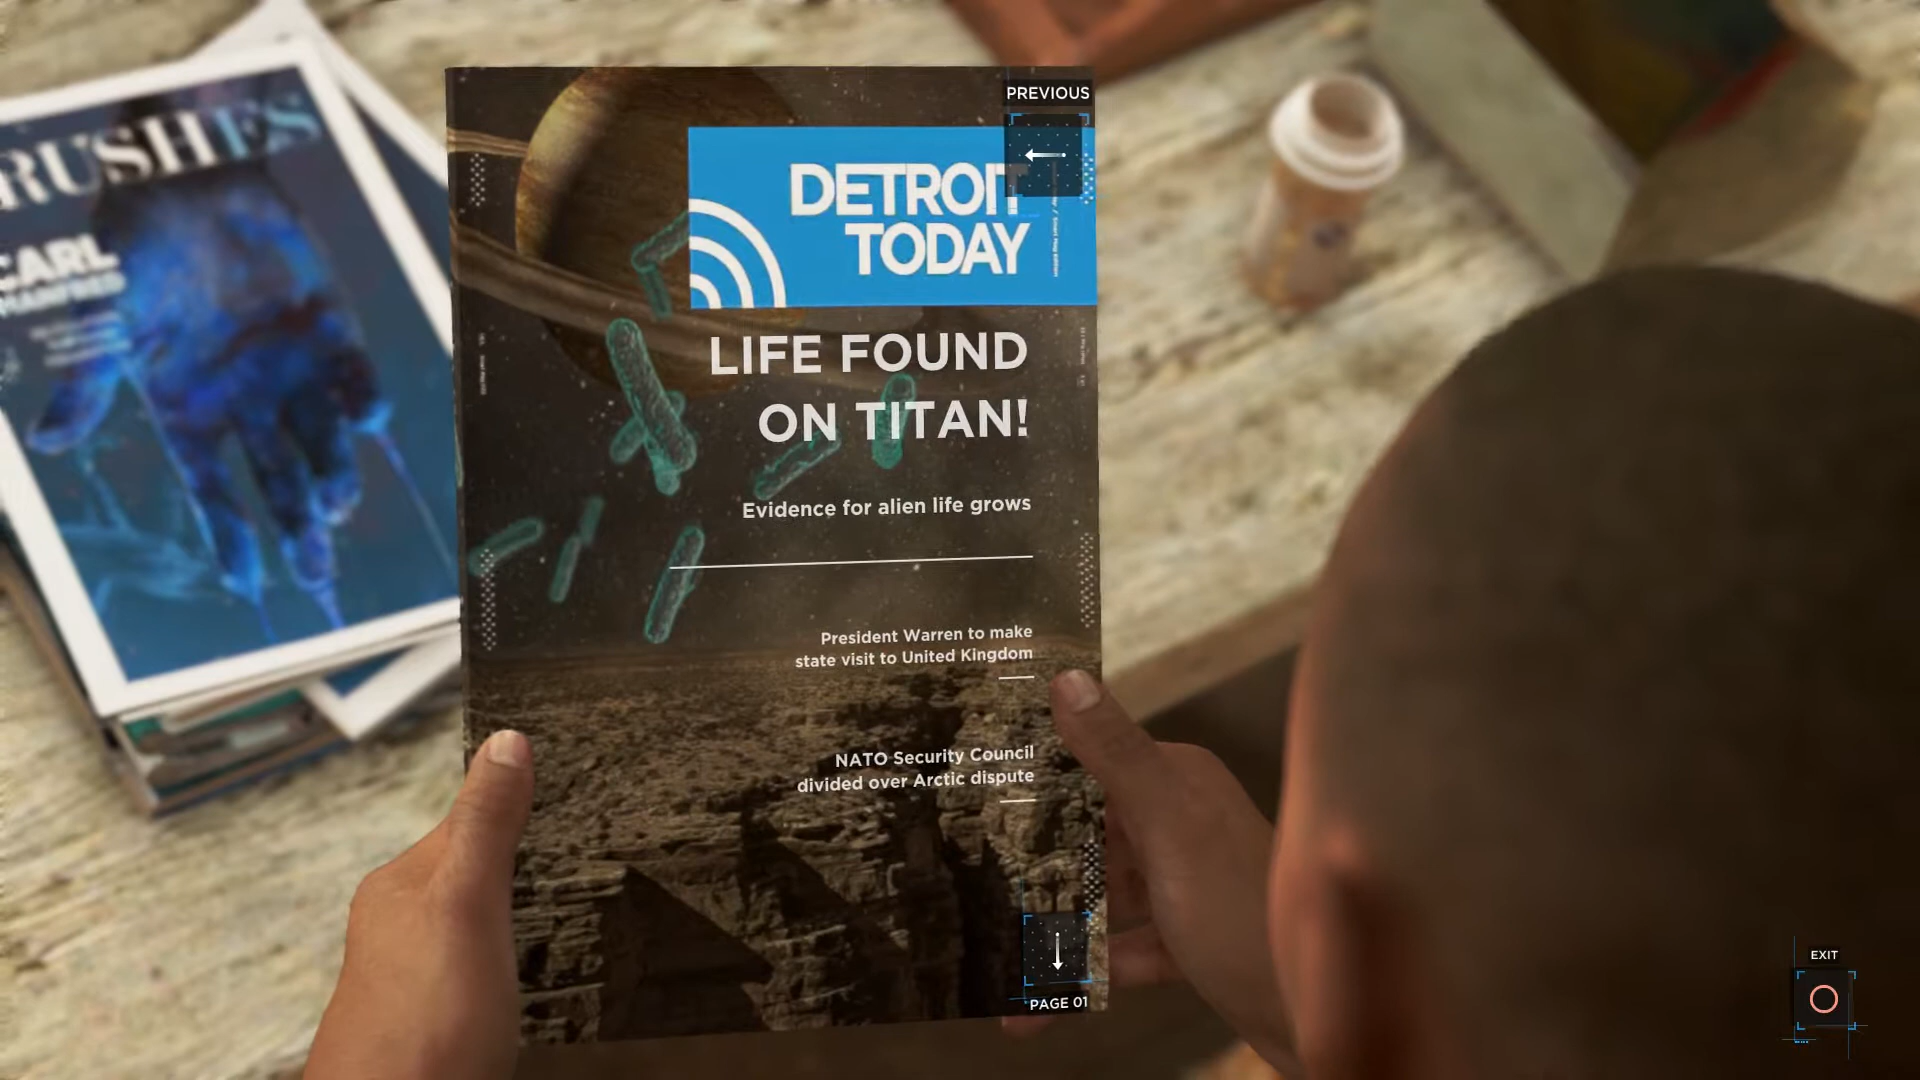 RUSHES
CARL
MANFRED
PREVIOUS
DETROIT
TODAY
LIFE FOUND
ON TITAN!
Evidence for alien life grows
President Warren to make
state visit to United Kingdom
NATO Security Council
divided over Arctic dispute
PAGE 01
EXIT